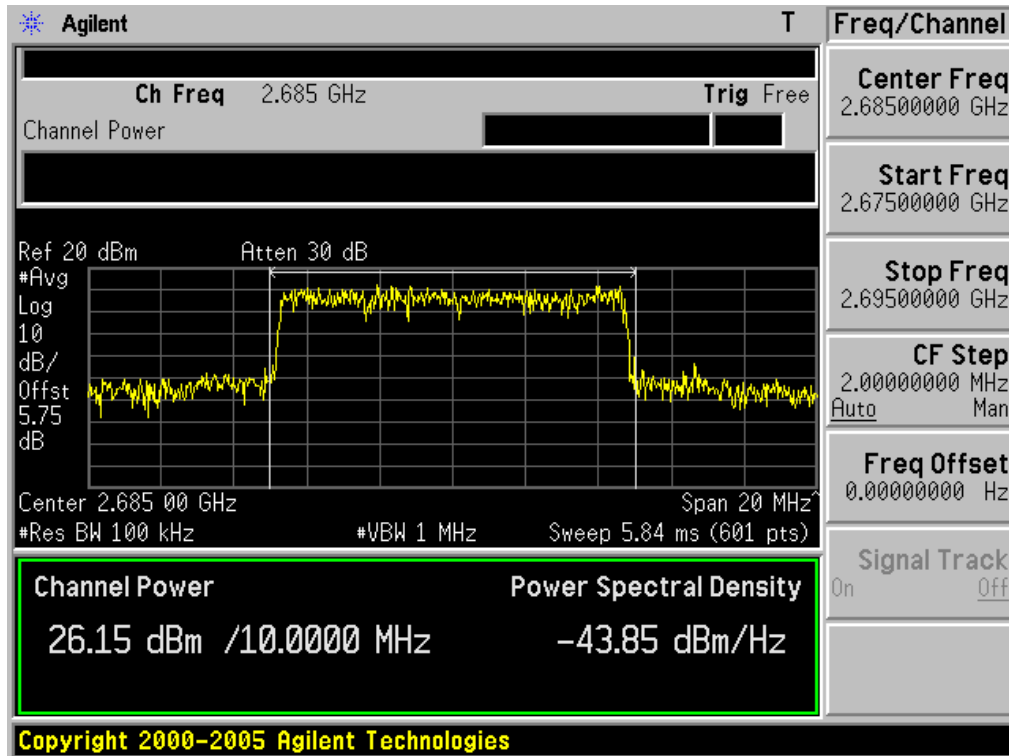 Agilent T Freq/Channel
Ch Freq 2.685 GHz Trig Free
Channel Power
Center Freq
2.68500000 GHz
Start Freq
2.67500000 GHz
Stop Freq
2.69500000 GHz
CF Step
2.00000000 MHz
Auto Man
Freq Offset
0.00000000 Hz
Signal Track
On Off
Ref 20 dBm Atten 30 dB
#Avg
Log
10
dB/
Offst
5.75
dB
Center 2.685 00 GHz Span 20 MHz^
#Res BW 100 kHz #VBW 1 MHz Sweep 5.84 ms (601 pts)
Channel Power Power Spectral Density
26.15 dBm /10.0000 MHz -43.85 dBm/Hz
Copyright 2000-2005 Agilent Technologies